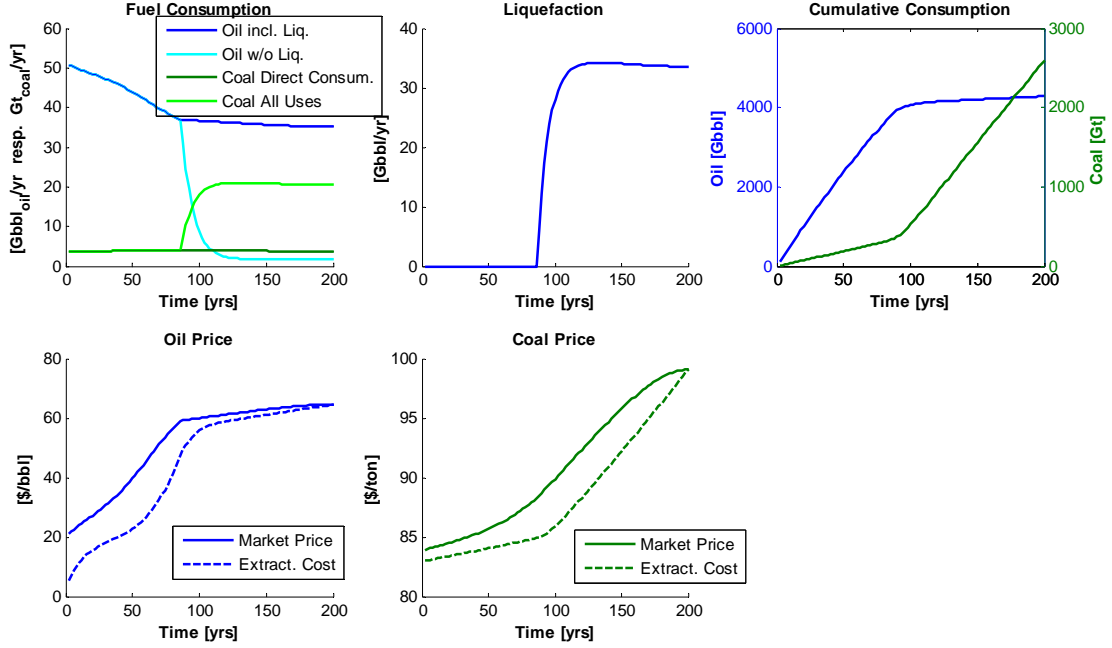 Fuel Consumption
[Gbbl_oil/yr resp. Gt_coal/yr]
60
50
40
30
20
10
0
Oil incl. Liq.
Oil w/o Liq.
Coal Direct Consum.
Coal All Uses
0 50 100 150 200
Time [yrs]
Liquefaction
[Gbbl/yr]
40
30
20
10
0
0 50 100 150 200
Time [yrs]
Cumulative Consumption
Oil [Gbbl]
6000
4000
2000
0
3000
2000
1000
0
Coal [Gt]
0 50 100 150 200
Time [yrs]
Oil Price
[$/bbl]
80
60
40
20
0
Market Price
Extract. Cost
0 50 100 150 200
Time [yrs]
Coal Price
[$/ton]
100
95
90
85
80
Market Price
Extract. Cost
0 50 100 150 200
Time [yrs]